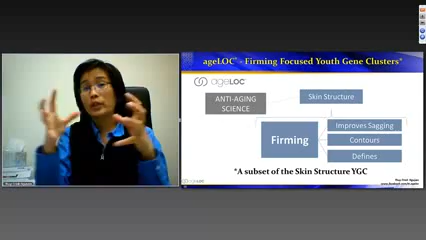 ageLOC® - Firming Focused Youth Gene Clusters*
ageLOC®
ANTI-AGING
SCIENCE
Skin Structure
Firming
Improves Sagging
Contours
Defines
*A subset of the Skin Structure YGC